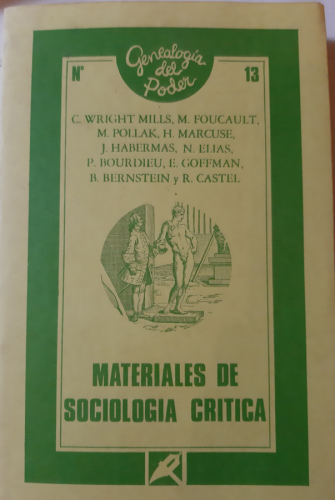 Genealogía
del
Poder
Nº 13
C. WRIGHT MILLS, M. FOUCAULT,
M. POLLAK, H. MARCUSE,
J. HABERMAS, N. ELIAS,
P. BOURDIEU, E. GOFFMAN,
B. BERNSTEIN y R. CASTEL
MATERIALES DE
SOCIOLOGIA CRITICA